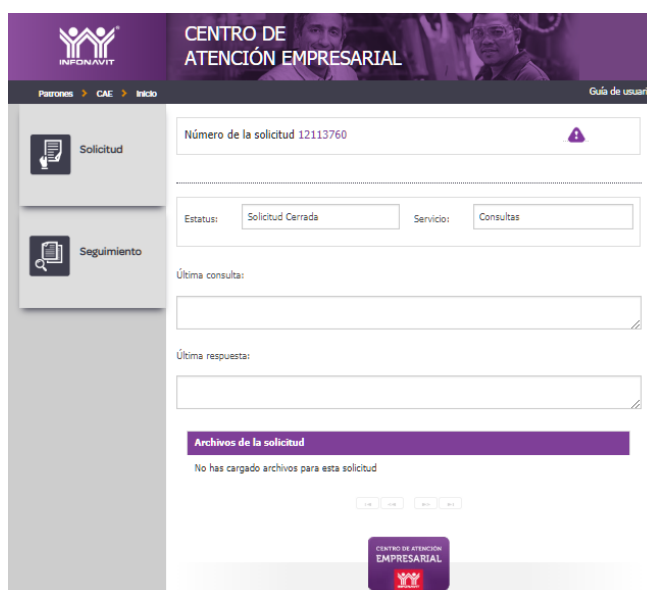 INFONAVIT
CENTRO DE
ATENCIÓN EMPRESARIAL
Patrones > CAE > Inicio
Guía de usuari
Solicitud
Seguimiento
Número de la solicitud 12113760
Estatus: Solicitud Cerrada Servicio: Consultas
Última consulta:
Última respuesta:
Archivos de la solicitud
No has cargado archivos para esta solicitud
CENTRO DE ATENCIÓN
EMPRESARIAL